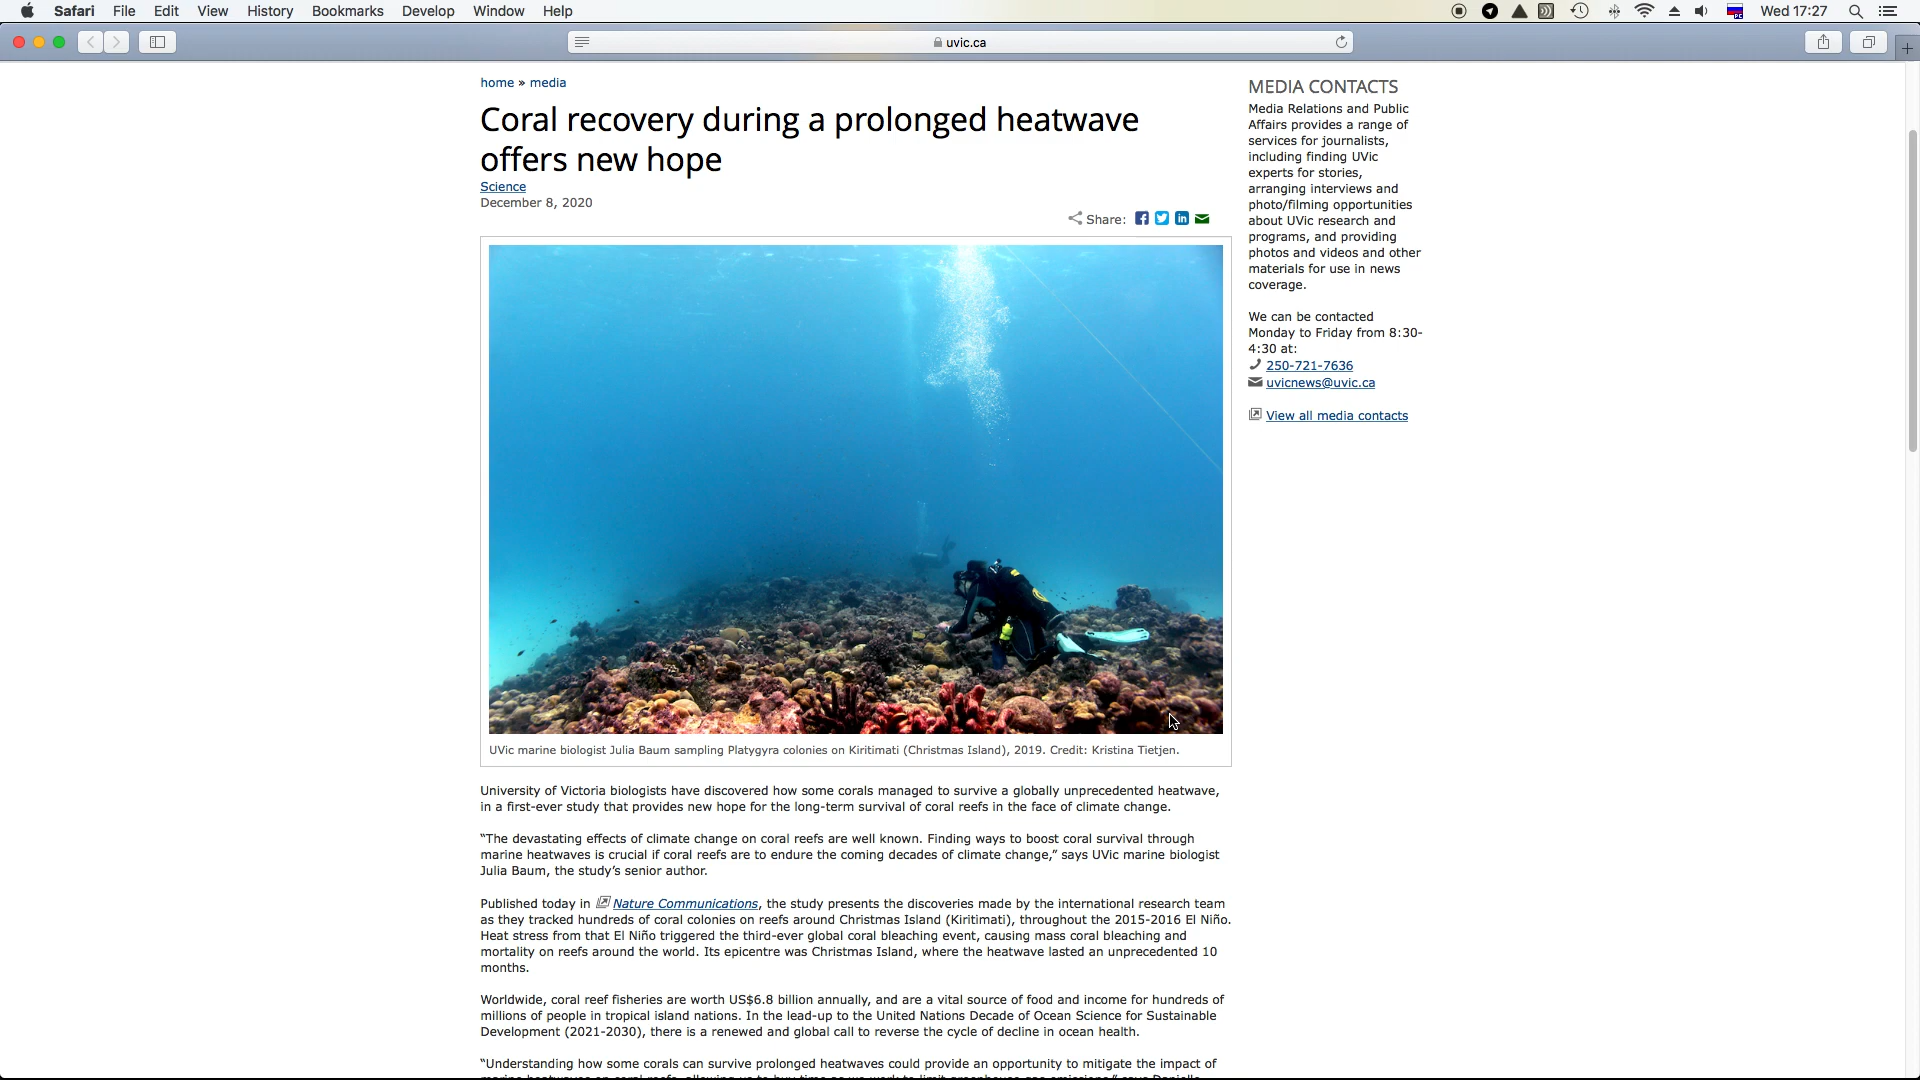 Safari File Edit View History Bookmarks Develop Window Help Wed 17:27
uvic.ca
home » media
Coral recovery during a prolonged heatwave
offers new hope
Science
December 8, 2020
Share:
UVic marine biologist Julia Baum sampling Platygyra colonies on Kiritimati (Christmas Island), 2019. Credit: Kristina Tietjen.
University of Victoria biologists have discovered how some corals managed to survive a globally unprecedented heatwave,
in a first-ever study that provides new hope for the long-term survival of coral reefs in the face of climate change.
“The devastating effects of climate change on coral reefs are well known. Finding ways to boost coral survival through
marine heatwaves is crucial if coral reefs are to endure the coming decades of climate change,” says UVic marine biologist
Julia Baum, the study’s senior author.
Published today in Nature Communications, the study presents the discoveries made by the international research team
as they tracked hundreds of coral colonies on reefs around Christmas Island (Kiritimati), throughout the 2015-2016 El Niño.
Heat stress from that El Niño triggered the third-ever global coral bleaching event, causing mass coral bleaching and
mortality on reefs around the world. Its epicentre was Christmas Island, where the heatwave lasted an unprecedented 10
months.
Worldwide, coral reef fisheries are worth US$6.8 billion annually, and are a vital source of food and income for hundreds of
millions of people in tropical island nations. In the lead-up to the United Nations Decade of Ocean Science for Sustainable
Development (2021-2030), there is a renewed and global call to reverse the cycle of decline in ocean health.
“Understanding how some corals can survive prolonged heatwaves could provide an opportunity to mitigate the impact of
MEDIA CONTACTS
Media Relations and Public
Affairs provides a range of
services for journalists,
including finding UVic
experts for stories,
arranging interviews and
photo/filming opportunities
about UVic research and
programs, and providing
photos and videos and other
materials for use in news
coverage.
We can be contacted
Monday to Friday from 8:30-
4:30 at:
250-721-7636
uvicnews@uvic.ca
View all media contacts